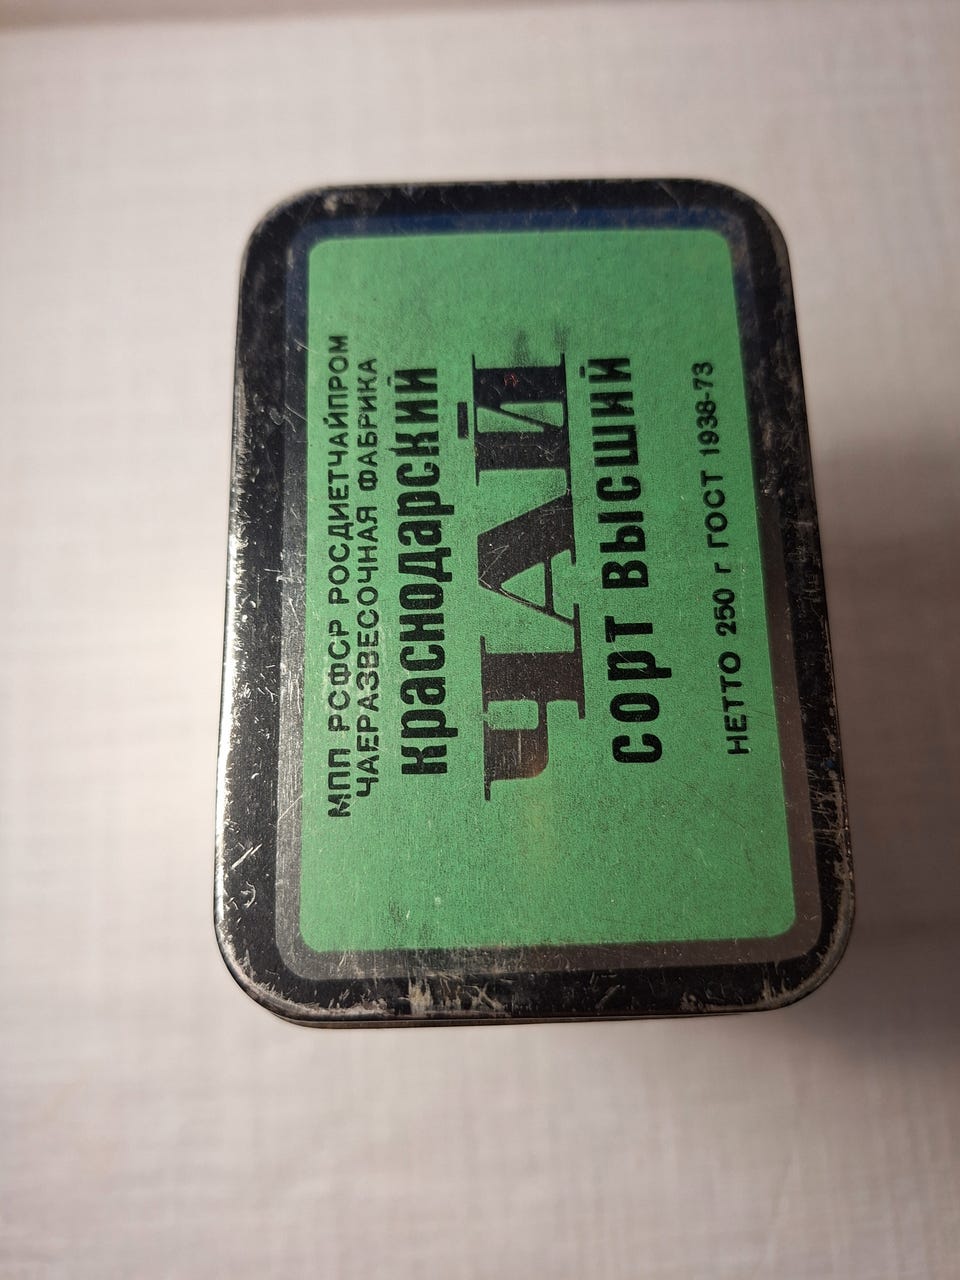 МПП РСФСР РОСДИЕТЧАЙПРОМ
ЧАЕРАЗВЕСОЧНАЯ ФАБРИКА
краснодарский
ЧАЙ
сорт высший
НЕТТО 250 г ГОСТ 1938-73